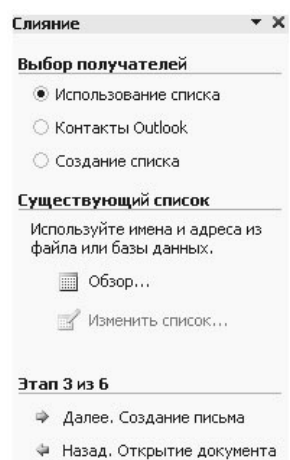 Слияние
Выбор получателей
Использование списка
Контакты Outlook
Создание списка
Существующий список
Используйте имена и адреса из
файла или базы данных.
Обзор...
Изменить список...
Этап 3 из 6
Далее. Создание письма
Назад. Открытие документа